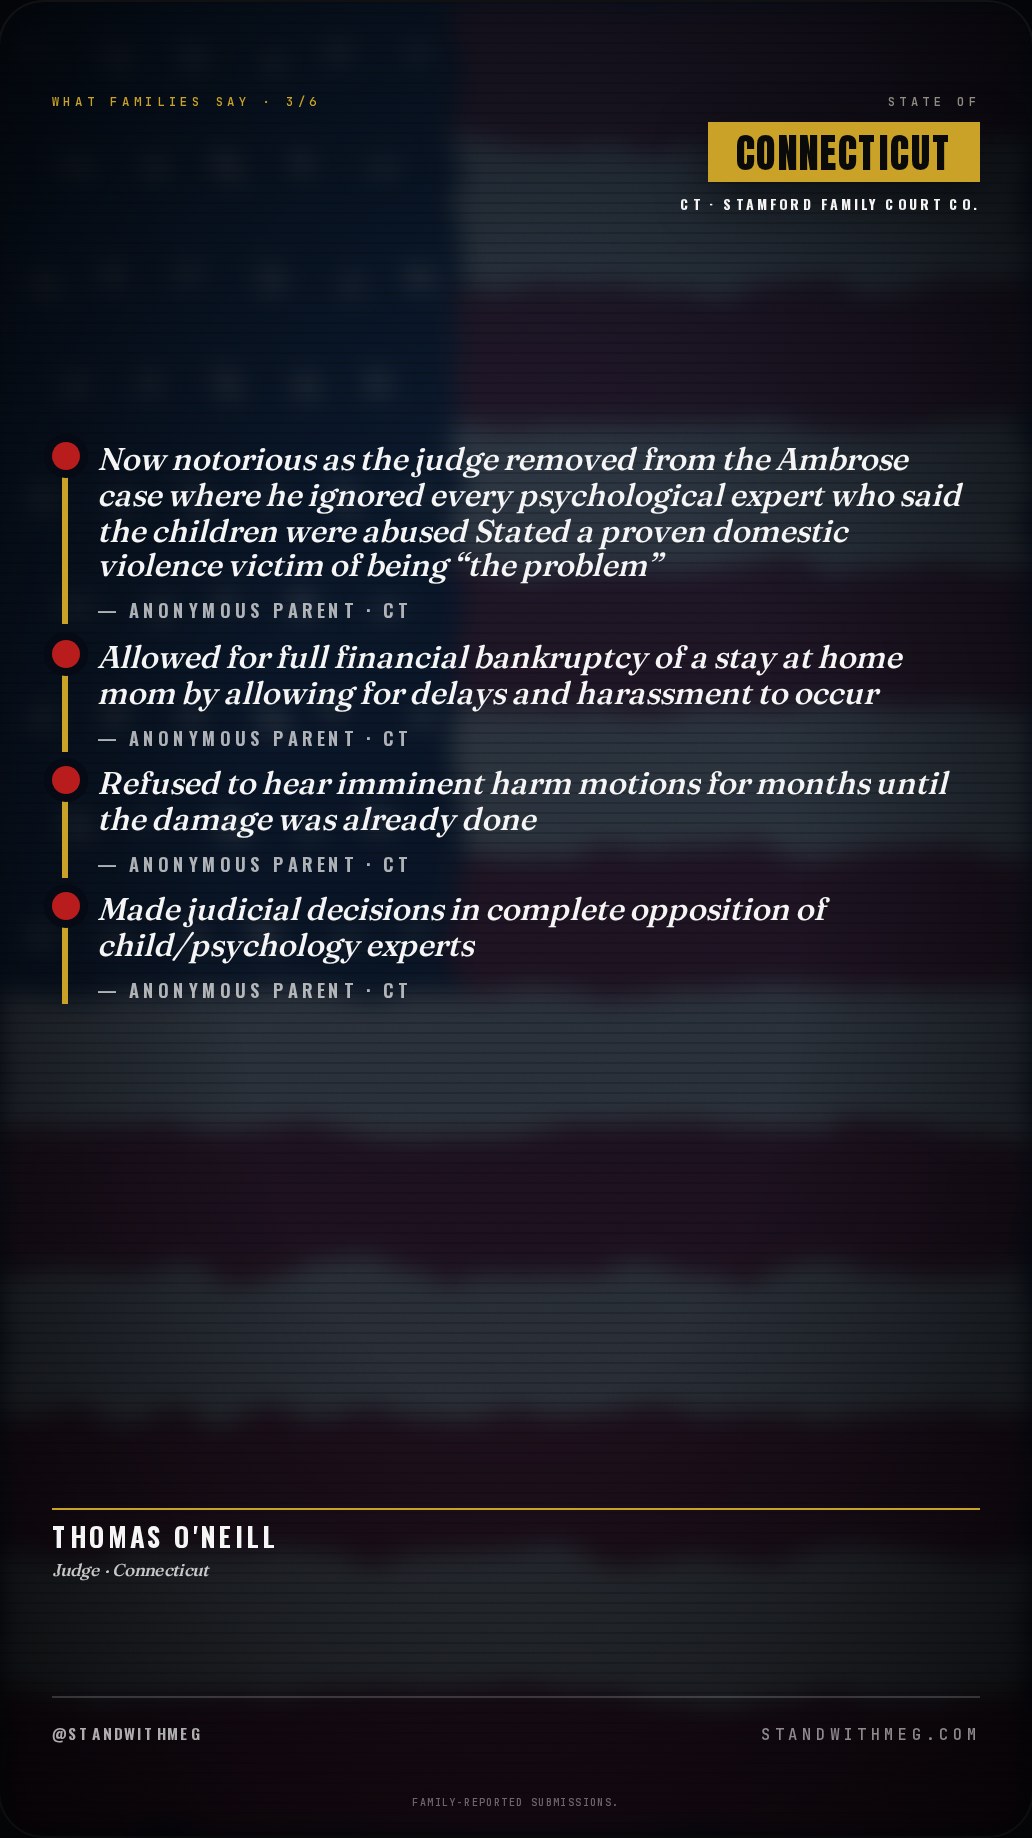 WHAT FAMILIES SAY · 3/6
STATE OF
CONNECTICUT
CT · STAMFORD FAMILY COURT CO.
Now notorious as the judge removed from the Ambrose
case where he ignored every psychological expert who said
the children were abused Stated a proven domestic
violence victim of being “the problem”
— ANONYMOUS PARENT · CT
Allowed for full financial bankruptcy of a stay at home
mom by allowing for delays and harassment to occur
— ANONYMOUS PARENT · CT
Refused to hear imminent harm motions for months until
the damage was already done
— ANONYMOUS PARENT · CT
Made judicial decisions in complete opposition of
child/psychology experts
— ANONYMOUS PARENT · CT
THOMAS O'NEILL
Judge · Connecticut
@STANDWITHMEG
STANDWITHMEG.COM
FAMILY-REPORTED SUBMISSIONS.